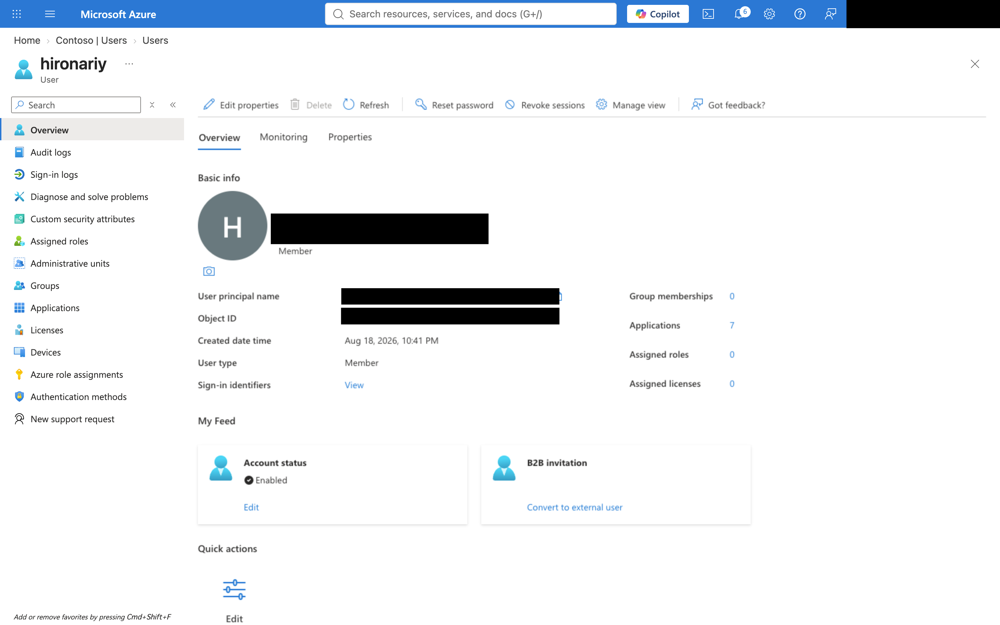 Microsoft Azure
Search resources, services, and docs (G+/)
Copilot
6
Home > Contoso | Users > Users
hironariy ...
User
Search
Edit properties
Delete
Refresh
Reset password
Revoke sessions
Manage view
Got feedback?
Overview
Audit logs
Sign-in logs
Diagnose and solve problems
Custom security attributes
Assigned roles
Administrative units
Groups
Applications
Licenses
Devices
Azure role assignments
Authentication methods
New support request
Overview Monitoring Properties
Basic info
H
Member
User principal name
Object ID
Created date time Aug 18, 2026, 10:41 PM
User type Member
Sign-in identifiers View
Group memberships 0
Applications 7
Assigned roles 0
Assigned licenses 0
My Feed
Account status
Enabled
Edit
B2B invitation
Convert to external user
Quick actions
Edit
Add or remove favorites by pressing Cmd+Shift+F